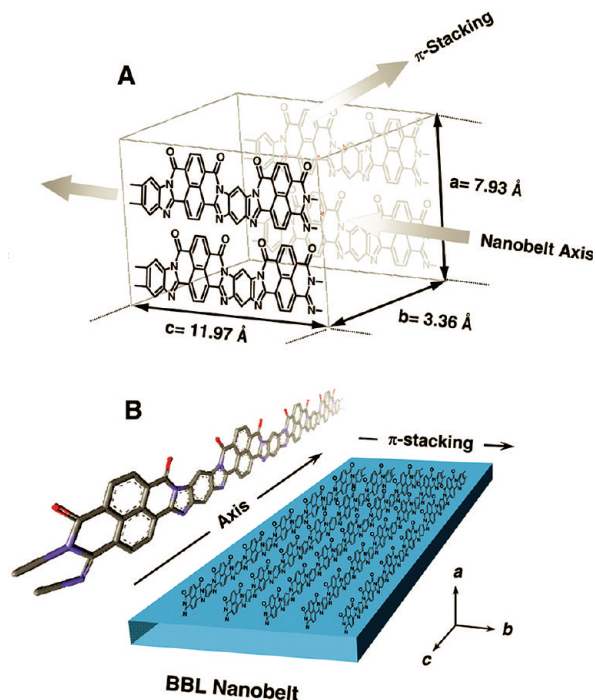 A
π-Stacking
a= 7.93 Å
Nanobelt Axis
b= 3.36 Å
c= 11.97 Å
B
π-stacking
Axis
a
b
c
BBL Nanobelt